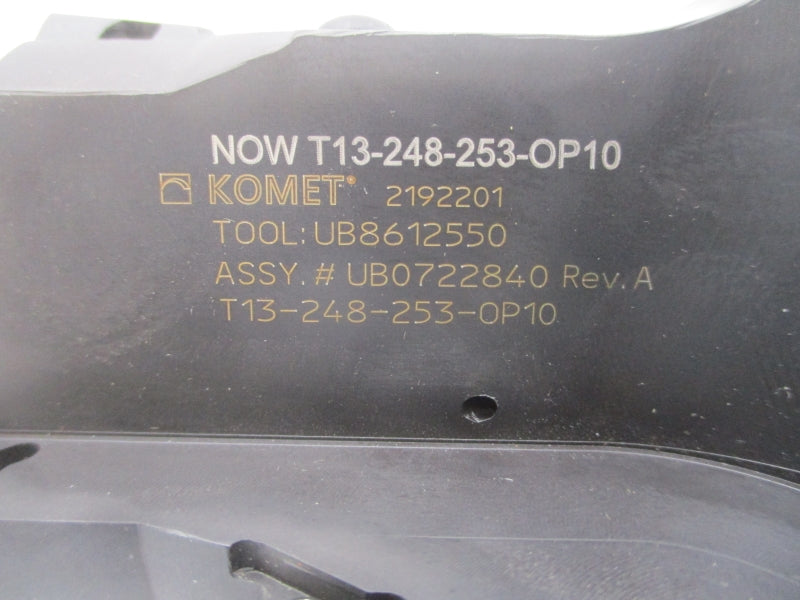 NOW T13-248-253-OP10
KOMET® 2192201
TOOL: UB8612550
ASSY. # UB0722840 Rev. A
T13-248-253-OP10